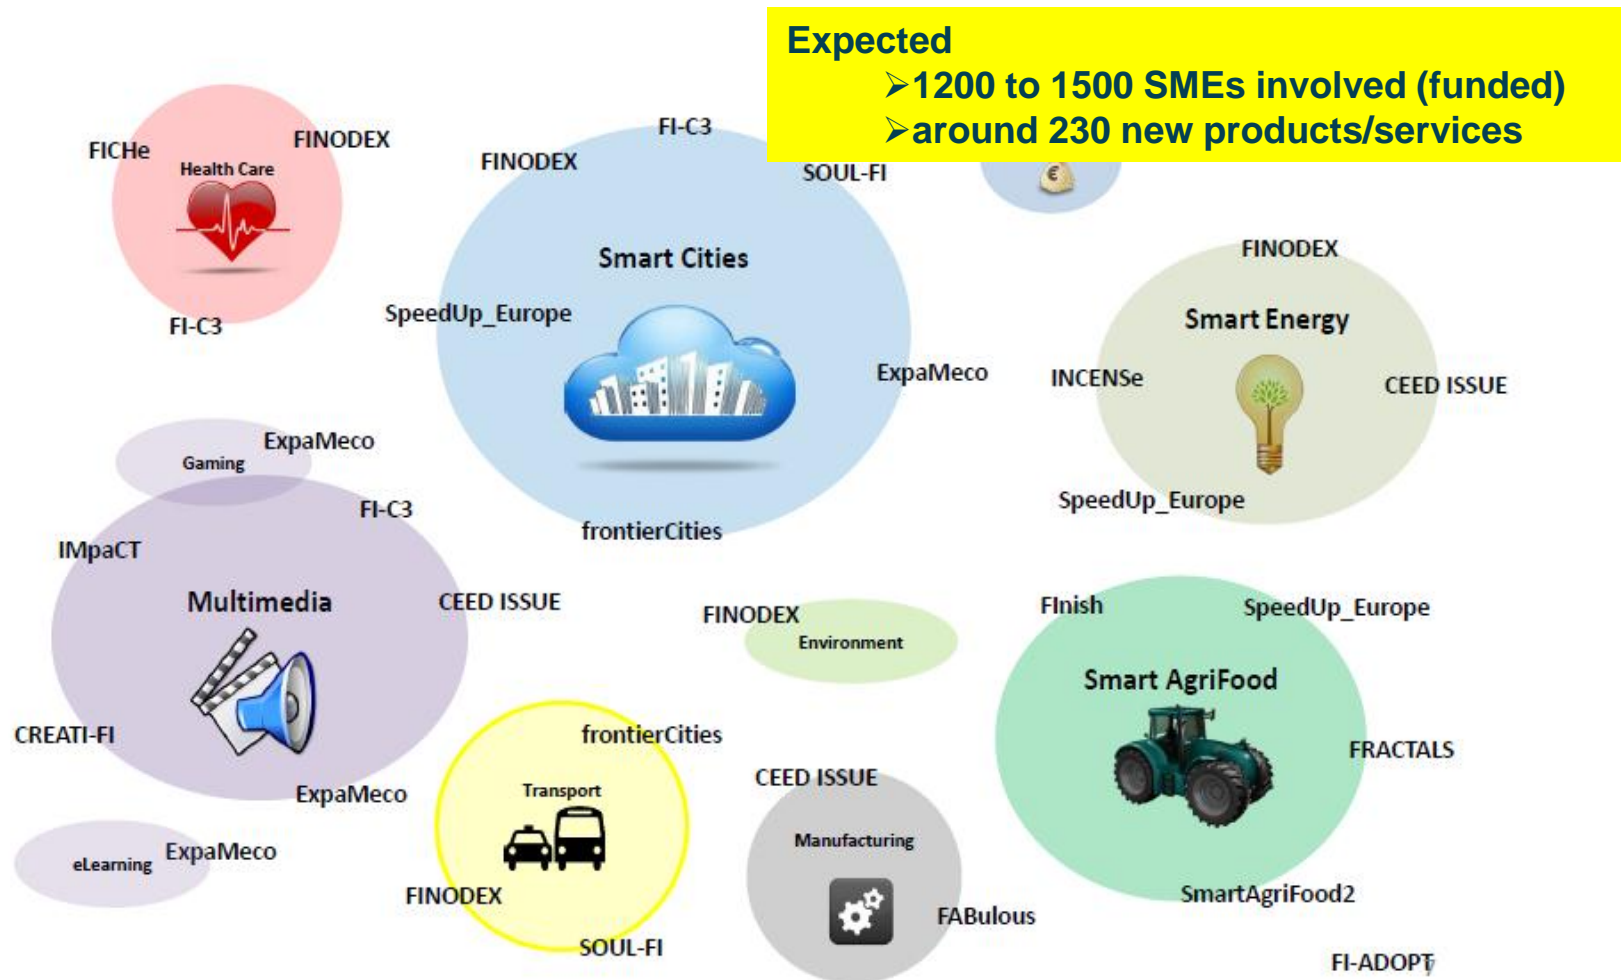 Expected
➢1200 to 1500 SMEs involved (funded)
➢around 230 new products/services
FICHe
FINODEX
Health Care
FI-C3
FI-C3
FINODEX
SOUL-FI
Smart Cities
SpeedUp_Europe
ExpaMeco
frontierCities
€
FINODEX
Smart Energy
INCENSe
CEED ISSUE
SpeedUp_Europe
ExpaMeco
Gaming
FI-C3
IMpaCT
Multimedia
CEED ISSUE
CREATI-FI
ExpaMeco
eLearning
ExpaMeco
FINODEX
Environment
frontierCities
Transport
FINODEX
SOUL-FI
CEED ISSUE
Manufacturing
FABulous
FInish
SpeedUp_Europe
Smart AgriFood
FRACTALS
SmartAgriFood2
FI-ADOPT